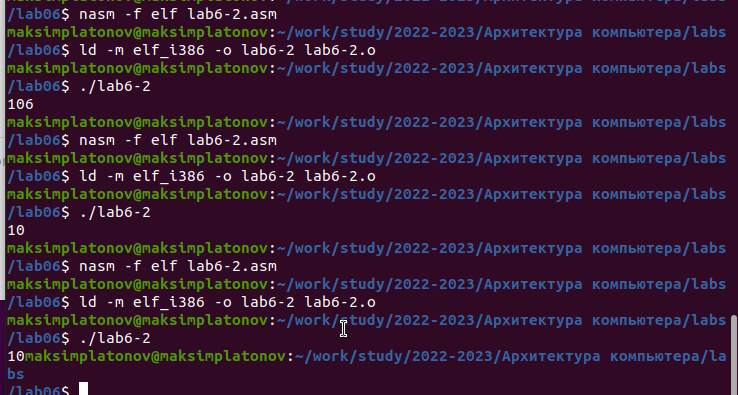 /lab06$ nasm -f elf lab6-2.asm
maksimplatonov@maksimplatonov:~/work/study/2022-2023/Архитектура компьютера/labs
/lab06$ ld -m elf_i386 -o lab6-2 lab6-2.o
maksimplatonov@maksimplatonov:~/work/study/2022-2023/Архитектура компьютера/labs
/lab06$ ./lab6-2
106
maksimplatonov@maksimplatonov:~/work/study/2022-2023/Архитектура компьютера/labs
/lab06$ nasm -f elf lab6-2.asm
maksimplatonov@maksimplatonov:~/work/study/2022-2023/Архитектура компьютера/labs
/lab06$ ld -m elf_i386 -o lab6-2 lab6-2.o
maksimplatonov@maksimplatonov:~/work/study/2022-2023/Архитектура компьютера/labs
/lab06$ ./lab6-2
10
maksimplatonov@maksimplatonov:~/work/study/2022-2023/Архитектура компьютера/labs
/lab06$ nasm -f elf lab6-2.asm
maksimplatonov@maksimplatonov:~/work/study/2022-2023/Архитектура компьютера/labs
/lab06$ ld -m elf_i386 -o lab6-2 lab6-2.o
maksimplatonov@maksimplatonov:~/work/study/2022-2023/Архитектура компьютера/labs
/lab06$ ./lab6-2
10maksimplatonov@maksimplatonov:~/work/study/2022-2023/Архитектура компьютера/la
bs
/lab06$